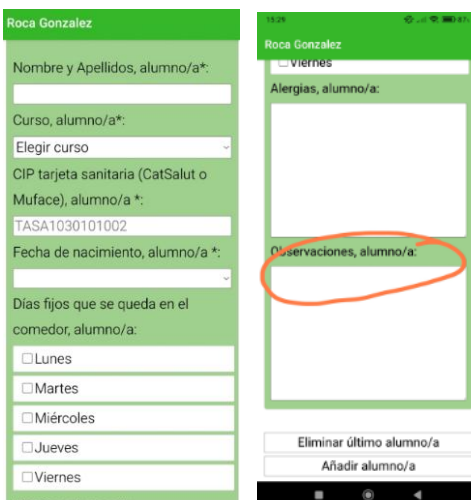 Roca Gonzalez
Nombre y Apellidos, alumno/a*:
Curso, alumno/a*:
Elegir curso
CIP tarjeta sanitaria (CatSalut o
Muface), alumno/a *:
TASA1030101002
Fecha de nacimiento, alumno/a *:
Días fijos que se queda en el
comedor, alumno/a:
Lunes
Martes
Miércoles
Jueves
Viernes
15:29
Roca Gonzalez
Viernes
Alergias, alumno/a:
Observaciones, alumno/a:
Eliminar último alumno/a
Añadir alumno/a